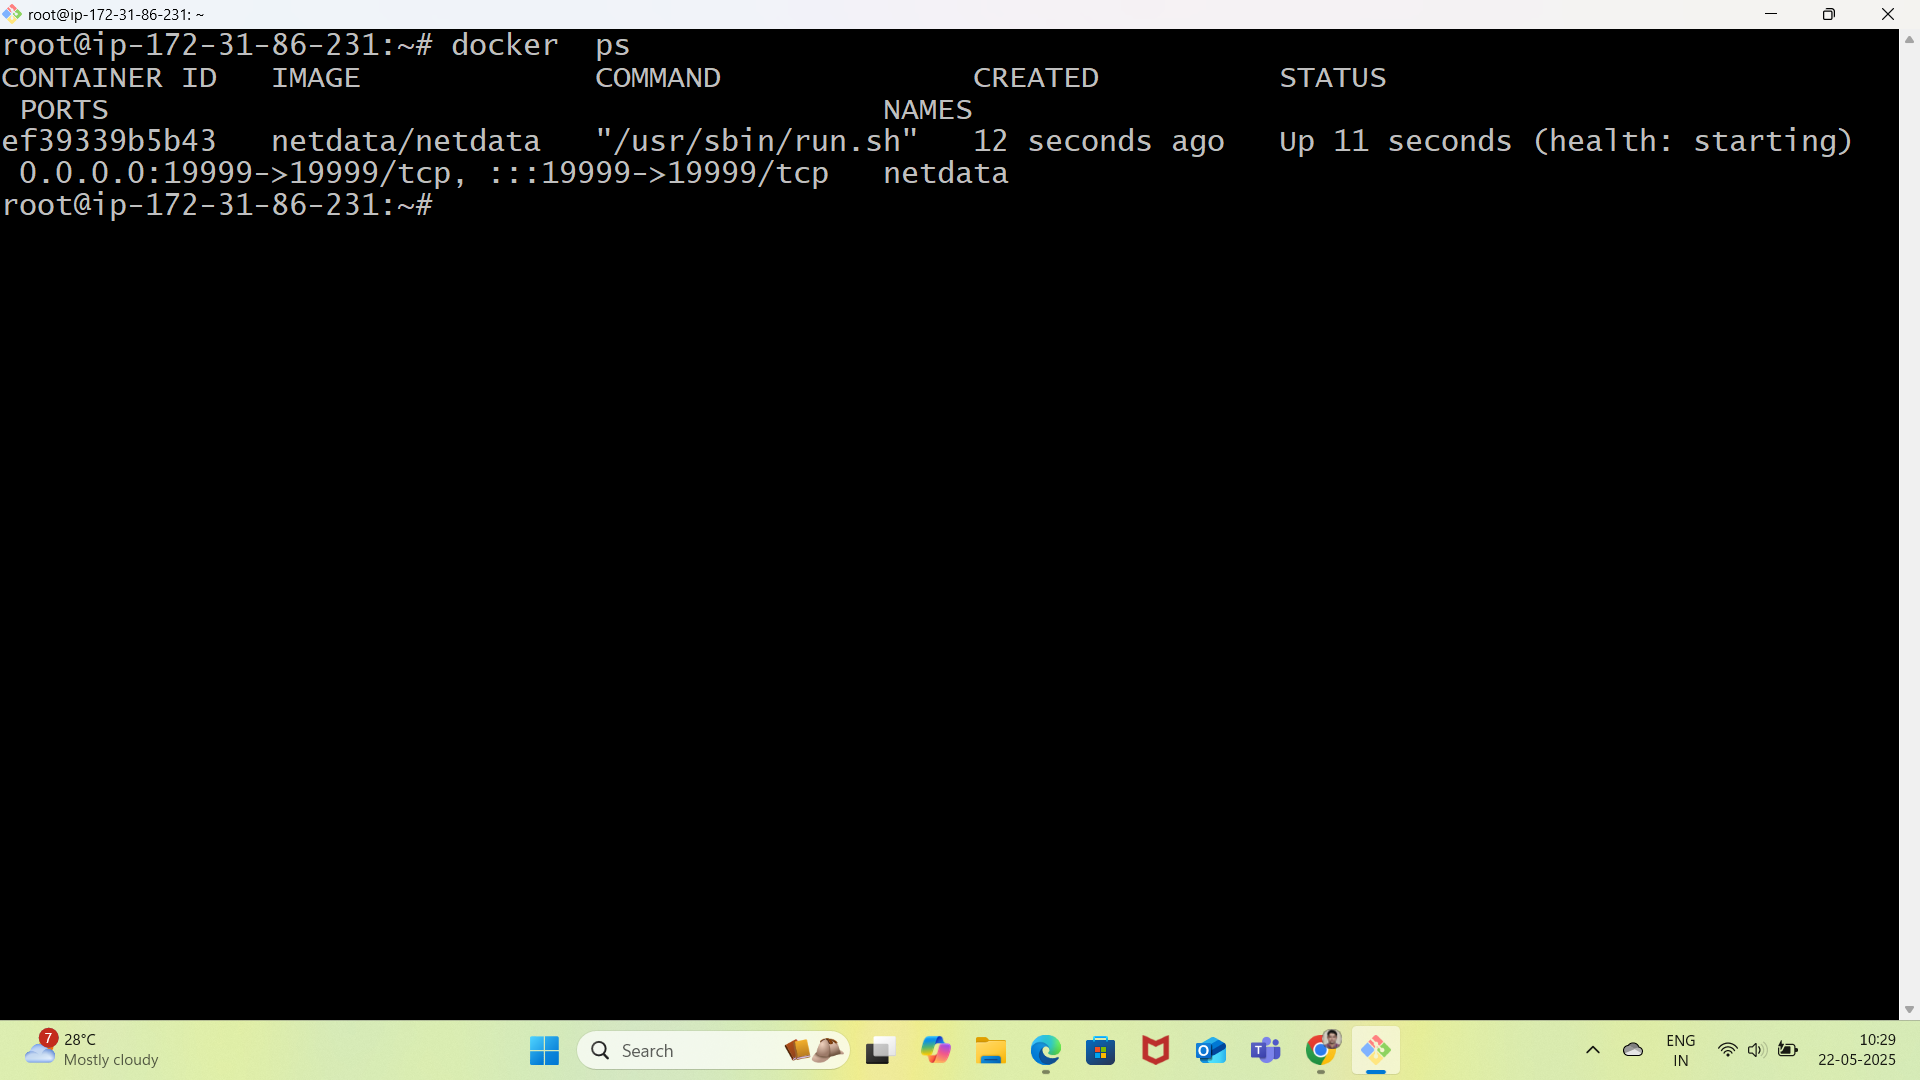 root@ip-172-31-86-231: ~
root@ip-172-31-86-231:~# docker  ps
CONTAINER ID   IMAGE             COMMAND              CREATED          STATUS
 PORTS                                           NAMES
ef39339b5b43   netdata/netdata   "/usr/sbin/run.sh"   12 seconds ago   Up 11 seconds (health: starting)
 0.0.0.0:19999->19999/tcp, :::19999->19999/tcp   netdata
root@ip-172-31-86-231:~#
7
28°C
Mostly cloudy
Search
ENG
IN
10:29
22-05-2025